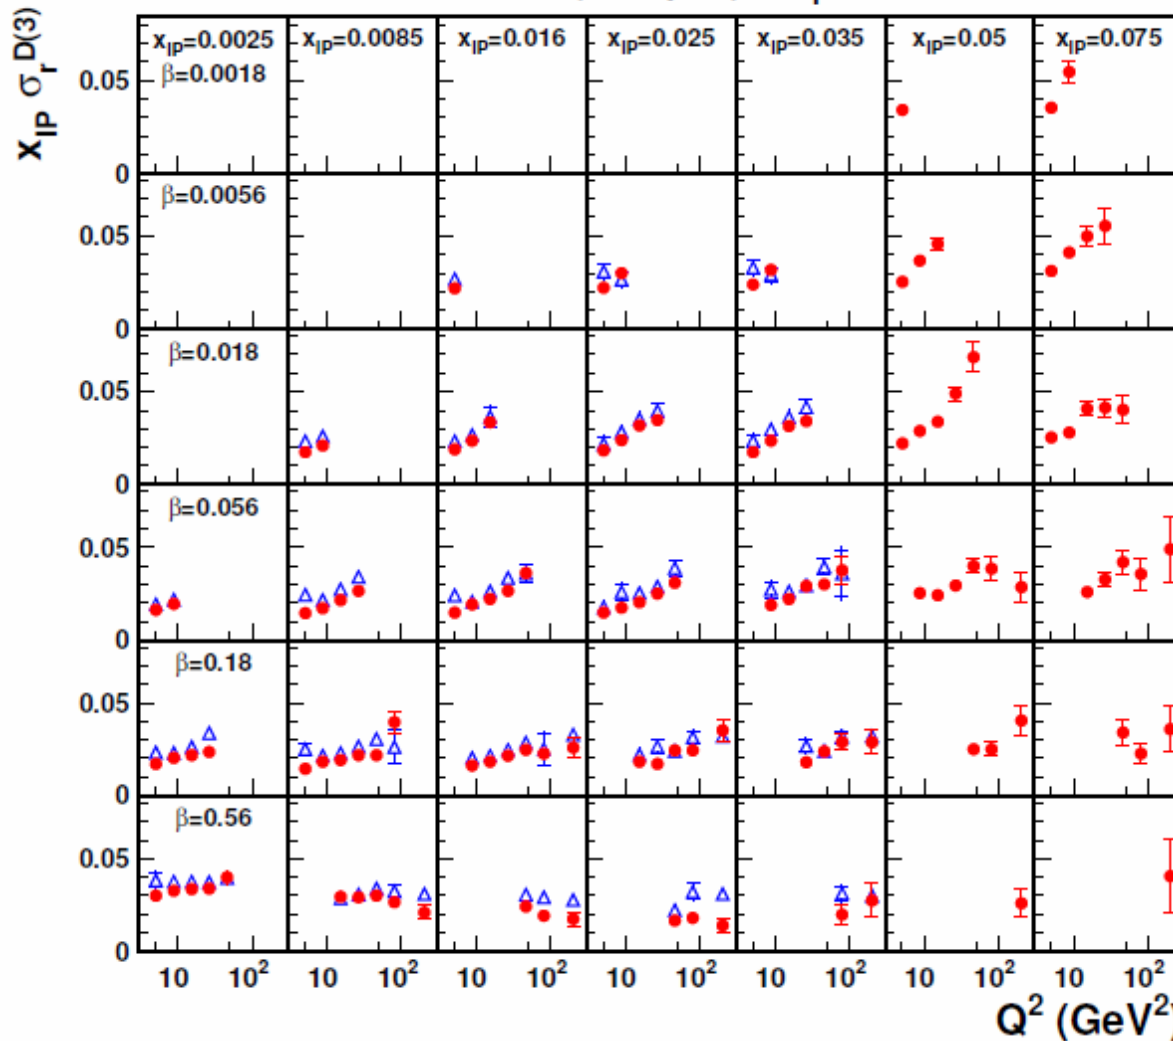 x_IP σ_r^D(3)
x_IP=0.0025 x_IP=0.0085 x_IP=0.016 x_IP=0.025 x_IP=0.035 x_IP=0.05 x_IP=0.075
β=0.0018
0.05
0
β=0.0056
0.05
0
β=0.018
0.05
0
β=0.056
0.05
0
β=0.18
0.05
0
β=0.56
0.05
0
10 10^2 10 10^2 10 10^2 10 10^2 10 10^2 10 10^2 10 10^2
Q^2 (GeV^2)